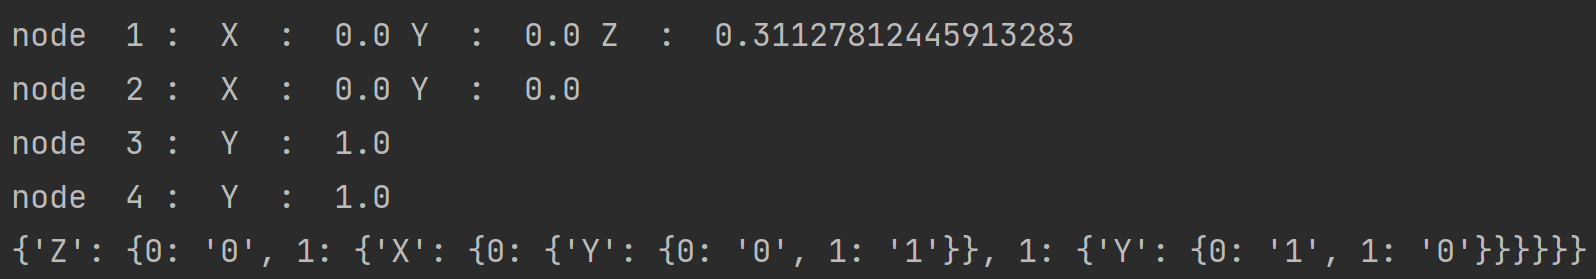 node  1 :  X  :  0.0 Y  :  0.0 Z  :  0.31127812445913283
node  2 :  X  :  0.0 Y  :  0.0
node  3 :  Y  :  1.0
node  4 :  Y  :  1.0
{'Z': {0: '0', 1: {'X': {0: {'Y': {0: '0', 1: '1'}}, 1: {'Y': {0: '1', 1: '0'}}}}}}